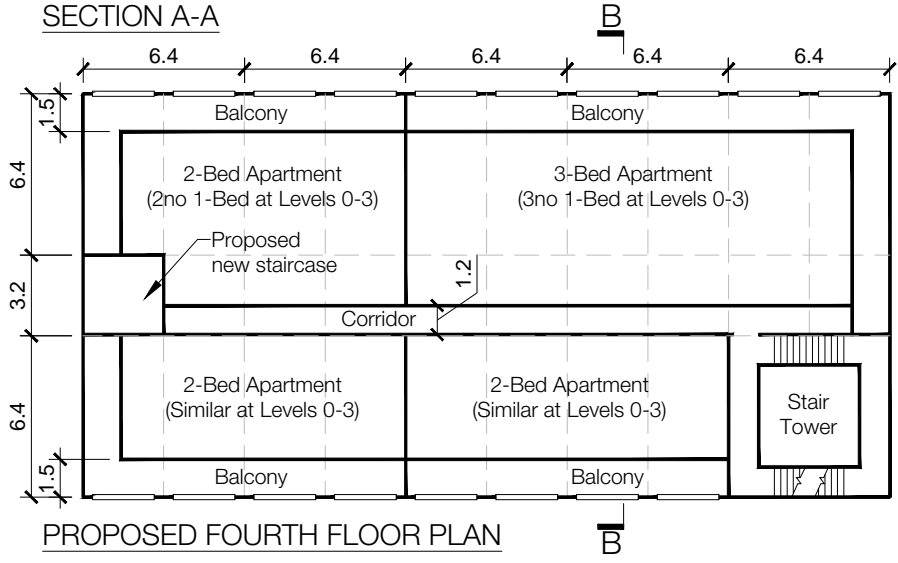 SECTION A-A
B
6.4 6.4 6.4 6.4 6.4
1.5
Balcony Balcony
6.4
2-Bed Apartment
(2no 1-Bed at Levels 0-3)
3-Bed Apartment
(3no 1-Bed at Levels 0-3)
Proposed
new staircase
3.2
1.2
Corridor
6.4
2-Bed Apartment
(Similar at Levels 0-3)
2-Bed Apartment
(Similar at Levels 0-3)
Stair
Tower
1.5
Balcony Balcony
PROPOSED FOURTH FLOOR PLAN
B